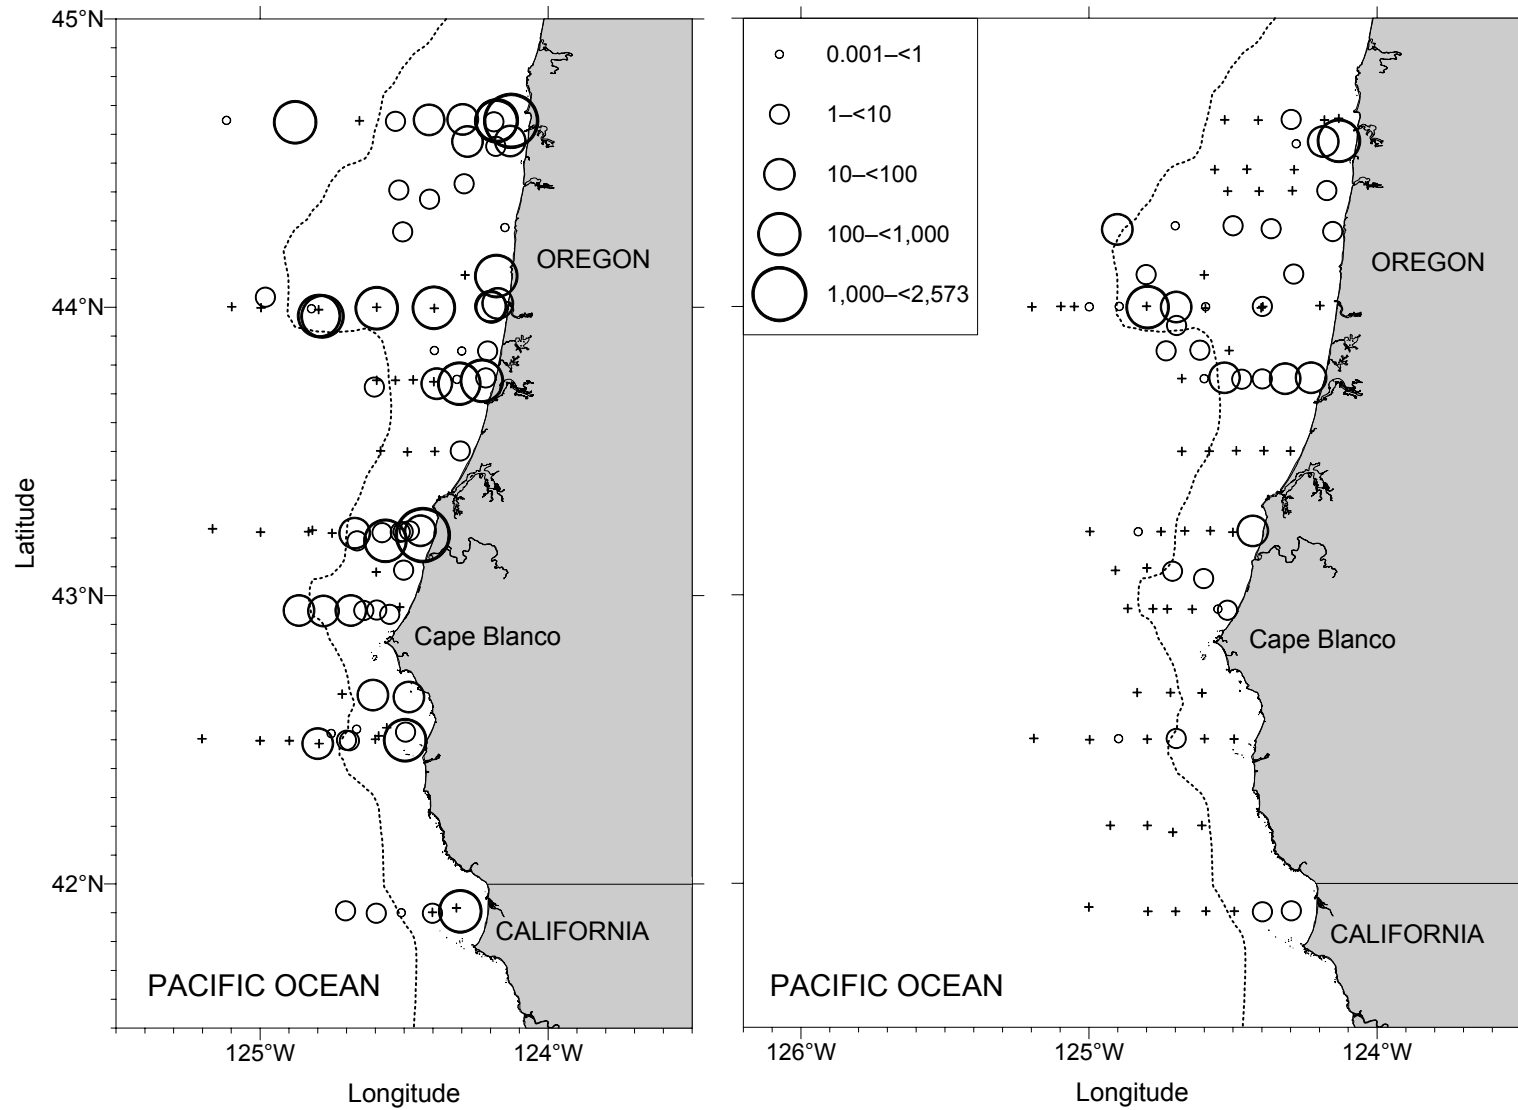 45°N
44°N
43°N
42°N
Latitude
OREGON
Cape Blanco
CALIFORNIA
PACIFIC OCEAN
125°W
124°W
Longitude
0.001–<1
1–<10
10–<100
100–<1,000
1,000–<2,573
OREGON
Cape Blanco
CALIFORNIA
PACIFIC OCEAN
126°W
125°W
124°W
Longitude